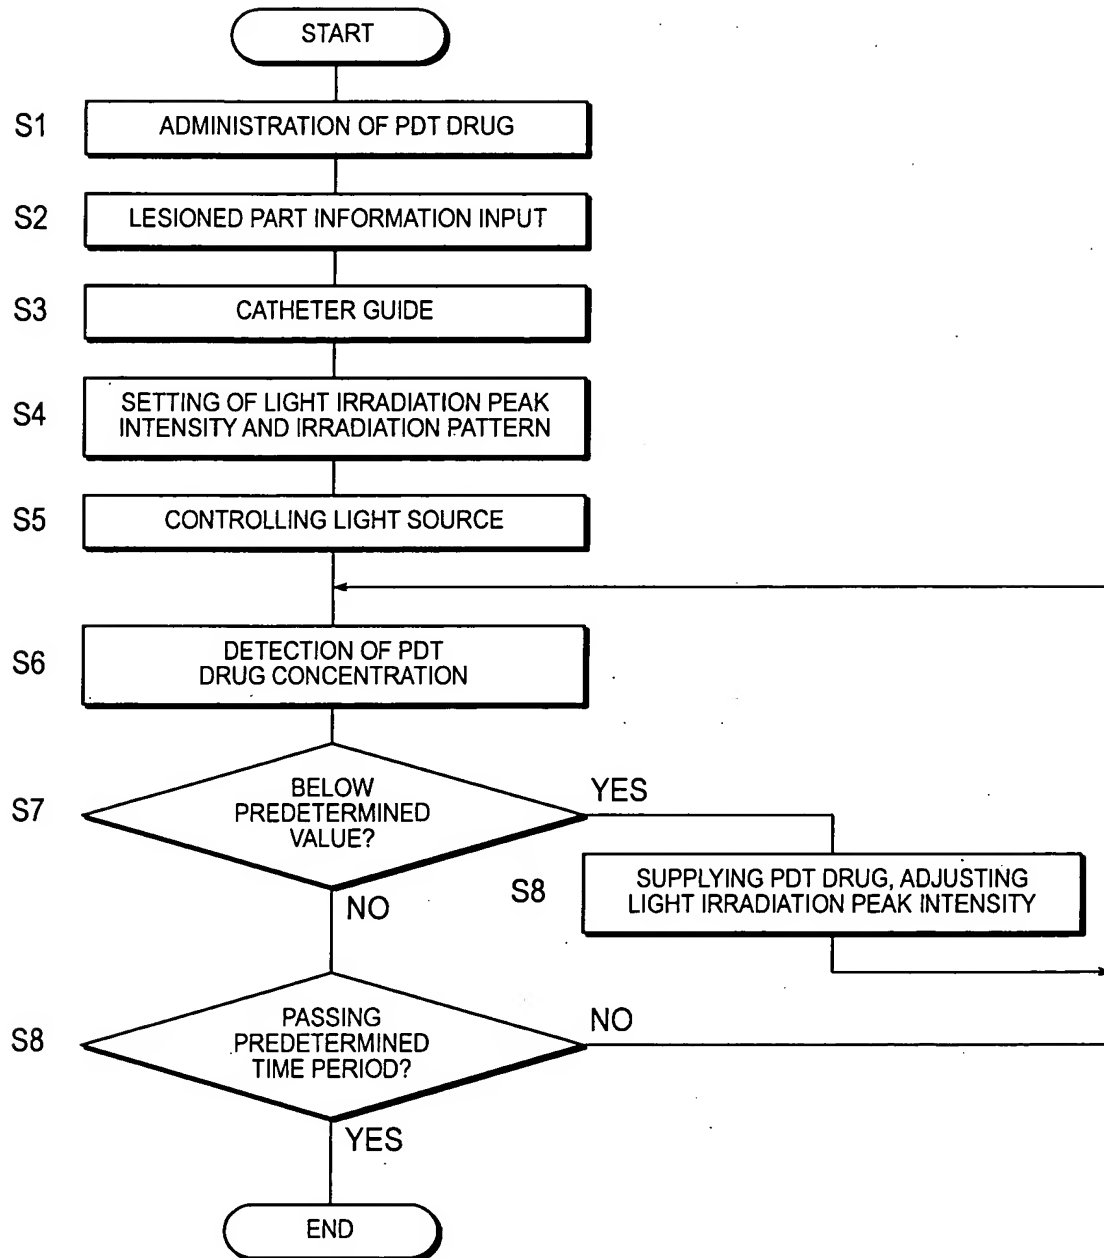 START
S1
ADMINISTRATION OF PDT DRUG
S2
LESIONED PART INFORMATION INPUT
S3
CATHETER GUIDE
S4
SETTING OF LIGHT IRRADIATION PEAK
INTENSITY AND IRRADIATION PATTERN
S5
CONTROLLING LIGHT SOURCE
S6
DETECTION OF PDT
DRUG CONCENTRATION
S7
BELOW
PREDETERMINED
VALUE?
YES
NO
S8
SUPPLYING PDT DRUG, ADJUSTING
LIGHT IRRADIATION PEAK INTENSITY
S8
PASSING
PREDETERMINED
TIME PERIOD?
NO
YES
END